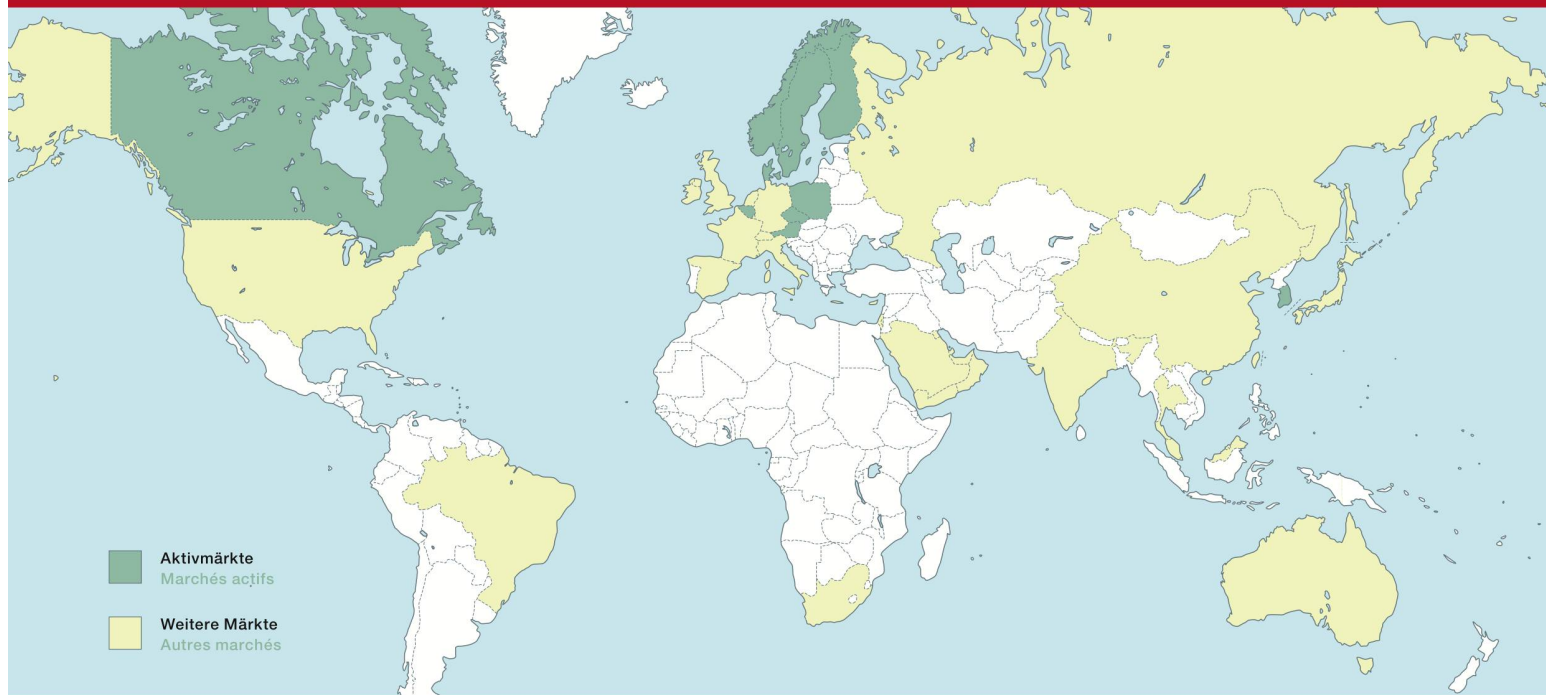 Aktivmärkte
Marchés actifs
Weitere Märkte
Autres marchés